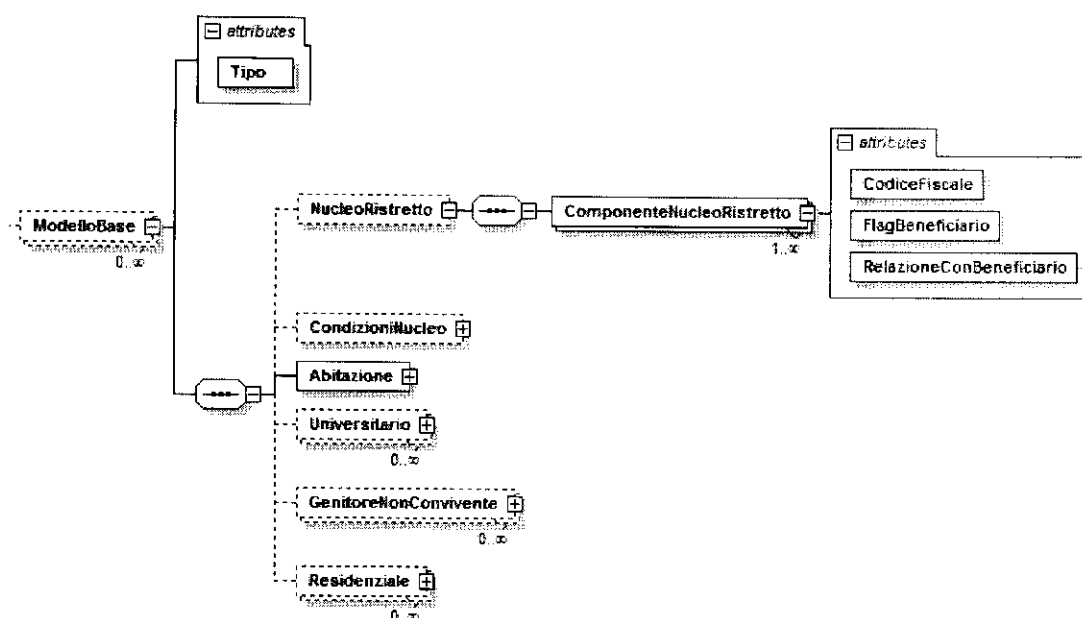 attributes
Tipo
ModelloBase
0..∞
NucleoRistretto
ComponenteNucleoRistretto
1..∞
attributes
CodiceFiscale
FlagBeneficiario
RelazioneConBeneficiario
CondizioniNucleo
Abitazione
Universitario
0..∞
GenitoreNonConvivente
0..∞
Residenziale
0..∞